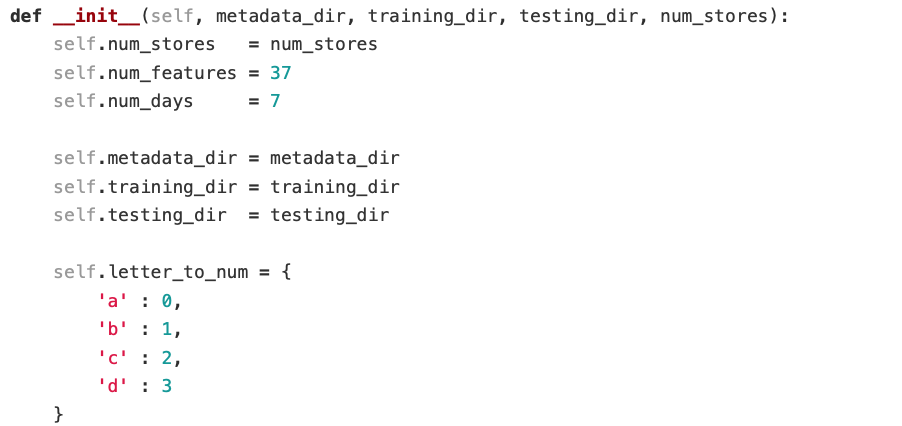 def __init__(self, metadata_dir, training_dir, testing_dir, num_stores):
    self.num_stores   = num_stores
    self.num_features = 37
    self.num_days     = 7

    self.metadata_dir = metadata_dir
    self.training_dir = training_dir
    self.testing_dir  = testing_dir

    self.letter_to_num = {
        'a' : 0,
        'b' : 1,
        'c' : 2,
        'd' : 3
    }